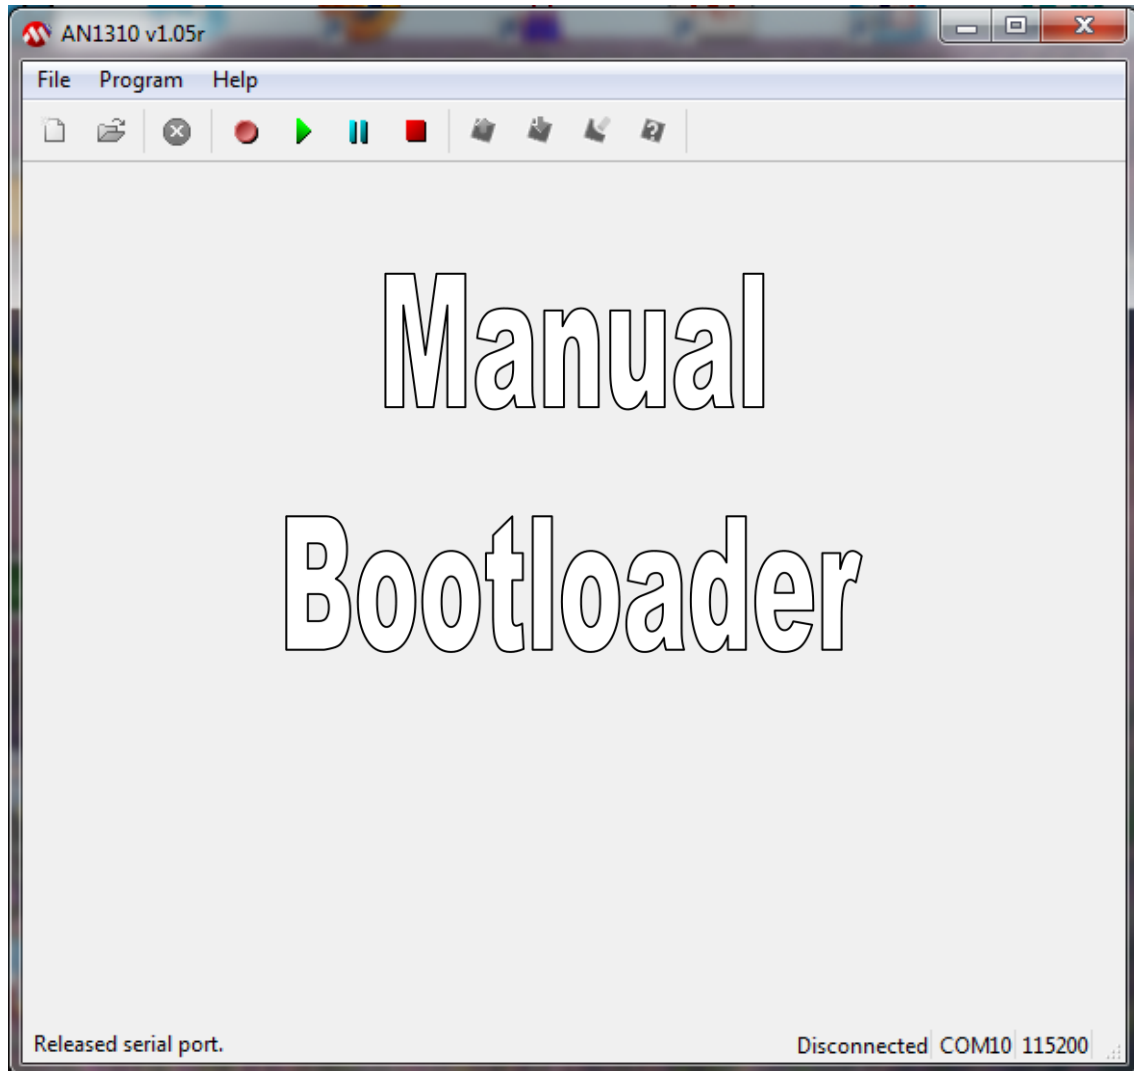 AN1310 v1.05r
File Program Help
Manual
Bootloader
Released serial port. Disconnected COM10 115200